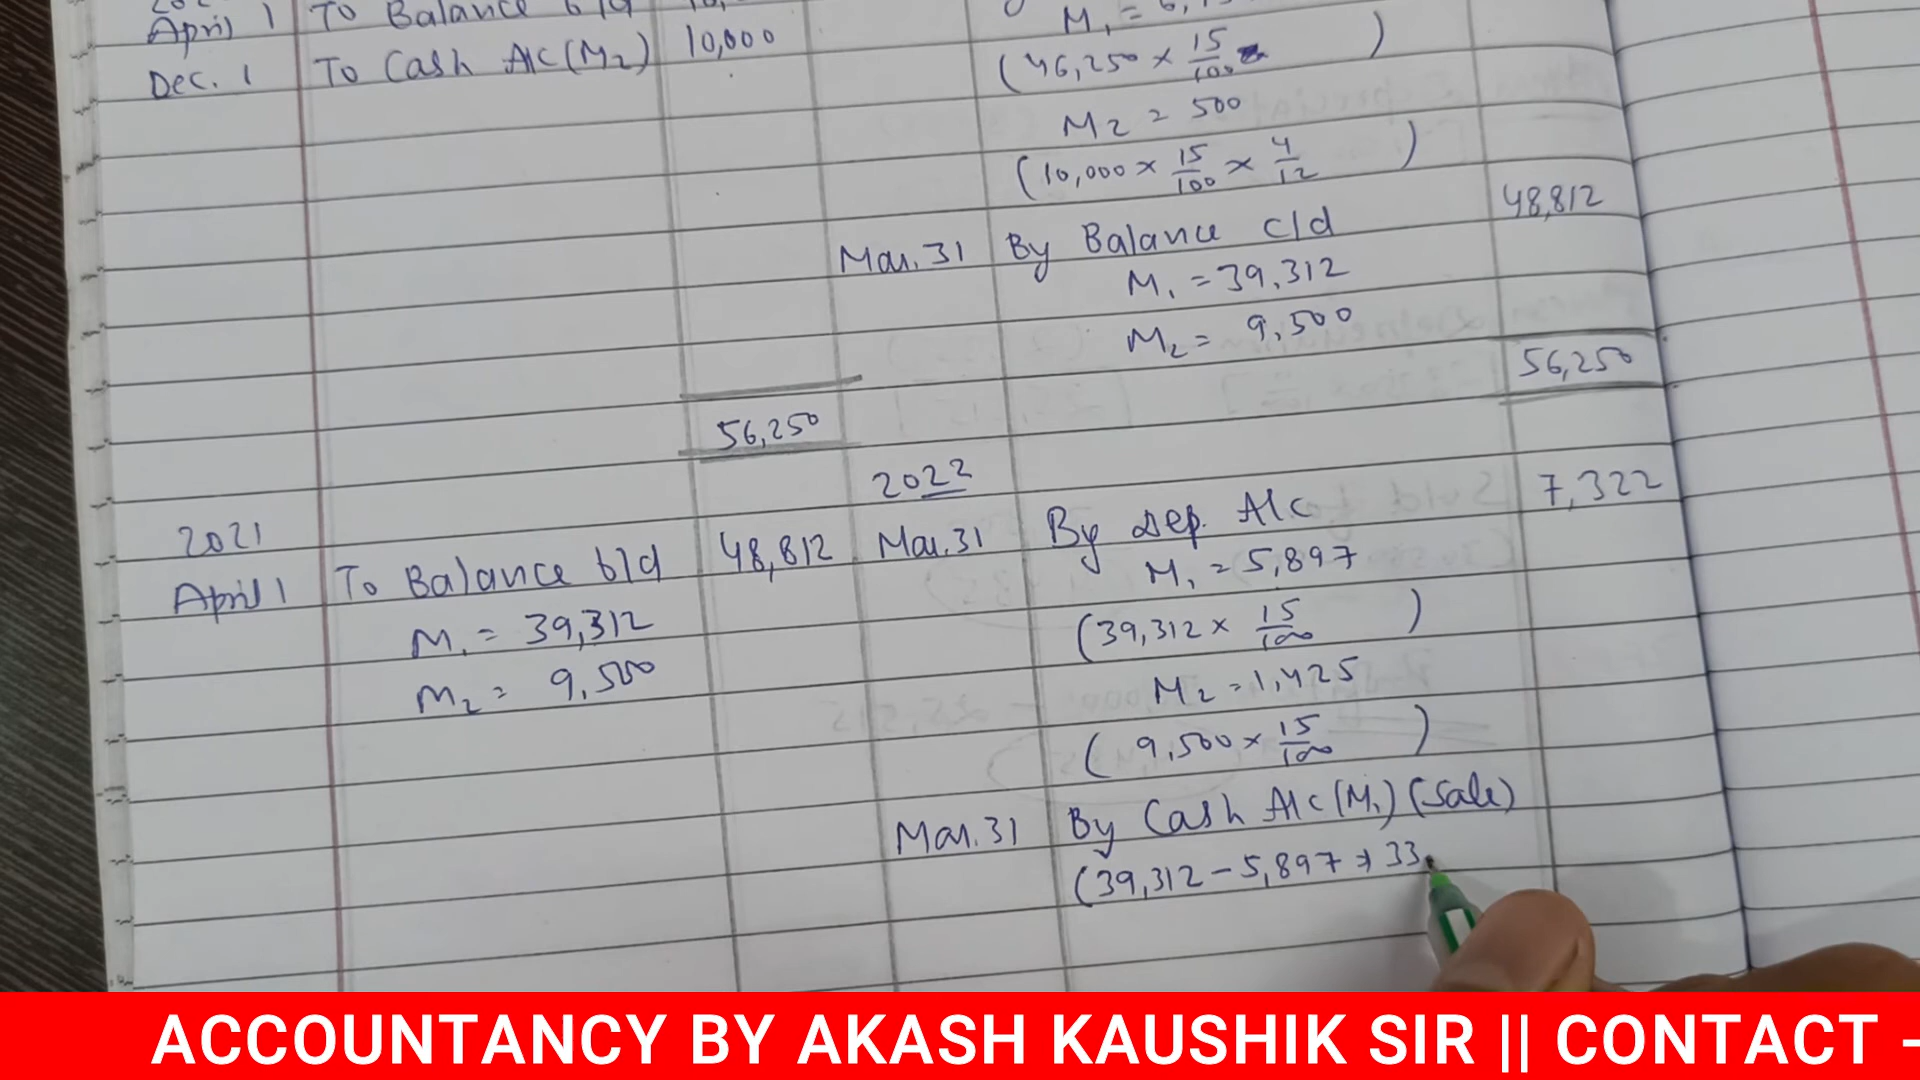 April 1 To Balance b/d
Dec. 1 To Cash A/c (M2) 10,000
(46,250 × 15/100 )
M2 = 500
(10,000 × 15/100 × 4/12 )
Mar. 31 By Balance c/d 48,812
M1 = 39,312
M2 = 9,500
56,250 56,250
2021 2022
April 1 To Balance b/d 48,812 Mar. 31 By Dep. A/c 7,322
M1 = 39,312 M1 = 5,897
M2 = 9,500 (39,312 × 15/100 )
M2 = 1,425
( 9,500 × 15/100 )
Mar. 31 By Cash A/c (M1) (Sale)
(39,312 - 5,897 → 33
ACCOUNTANCY BY AKASH KAUSHIK SIR || CONTACT -